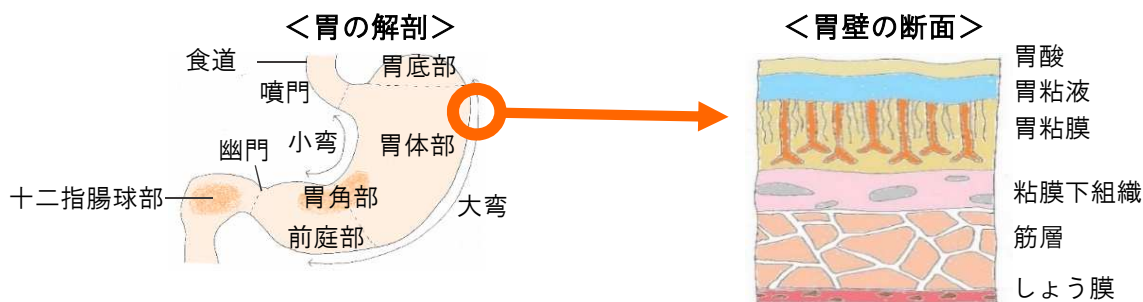 ＜胃の解剖＞
食道
胃底部
噴門
小弯
胃体部
幽門
十二指腸球部
胃角部
大弯
前庭部
＜胃壁の断面＞
胃酸
胃粘液
胃粘膜
粘膜下組織
筋層
しょう膜